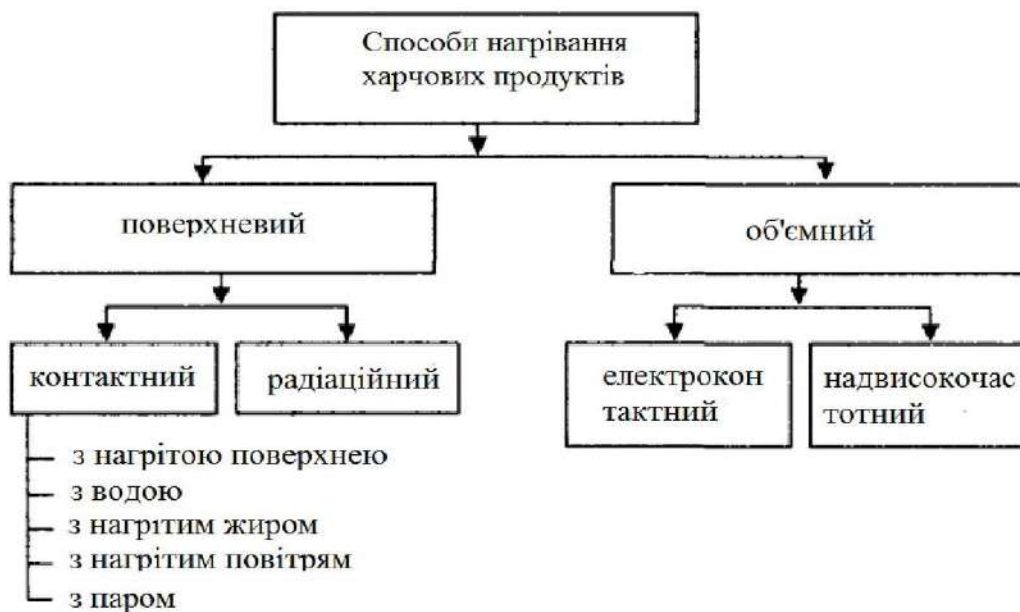 Способи нагрівання
харчових продуктів
поверхневий
об'ємний
контактний
радіаційний
електрокон
тактний
надвисокочас
тотний
з нагрітою поверхнею
з водою
з нагрітим жиром
з нагрітим повітрям
з паром